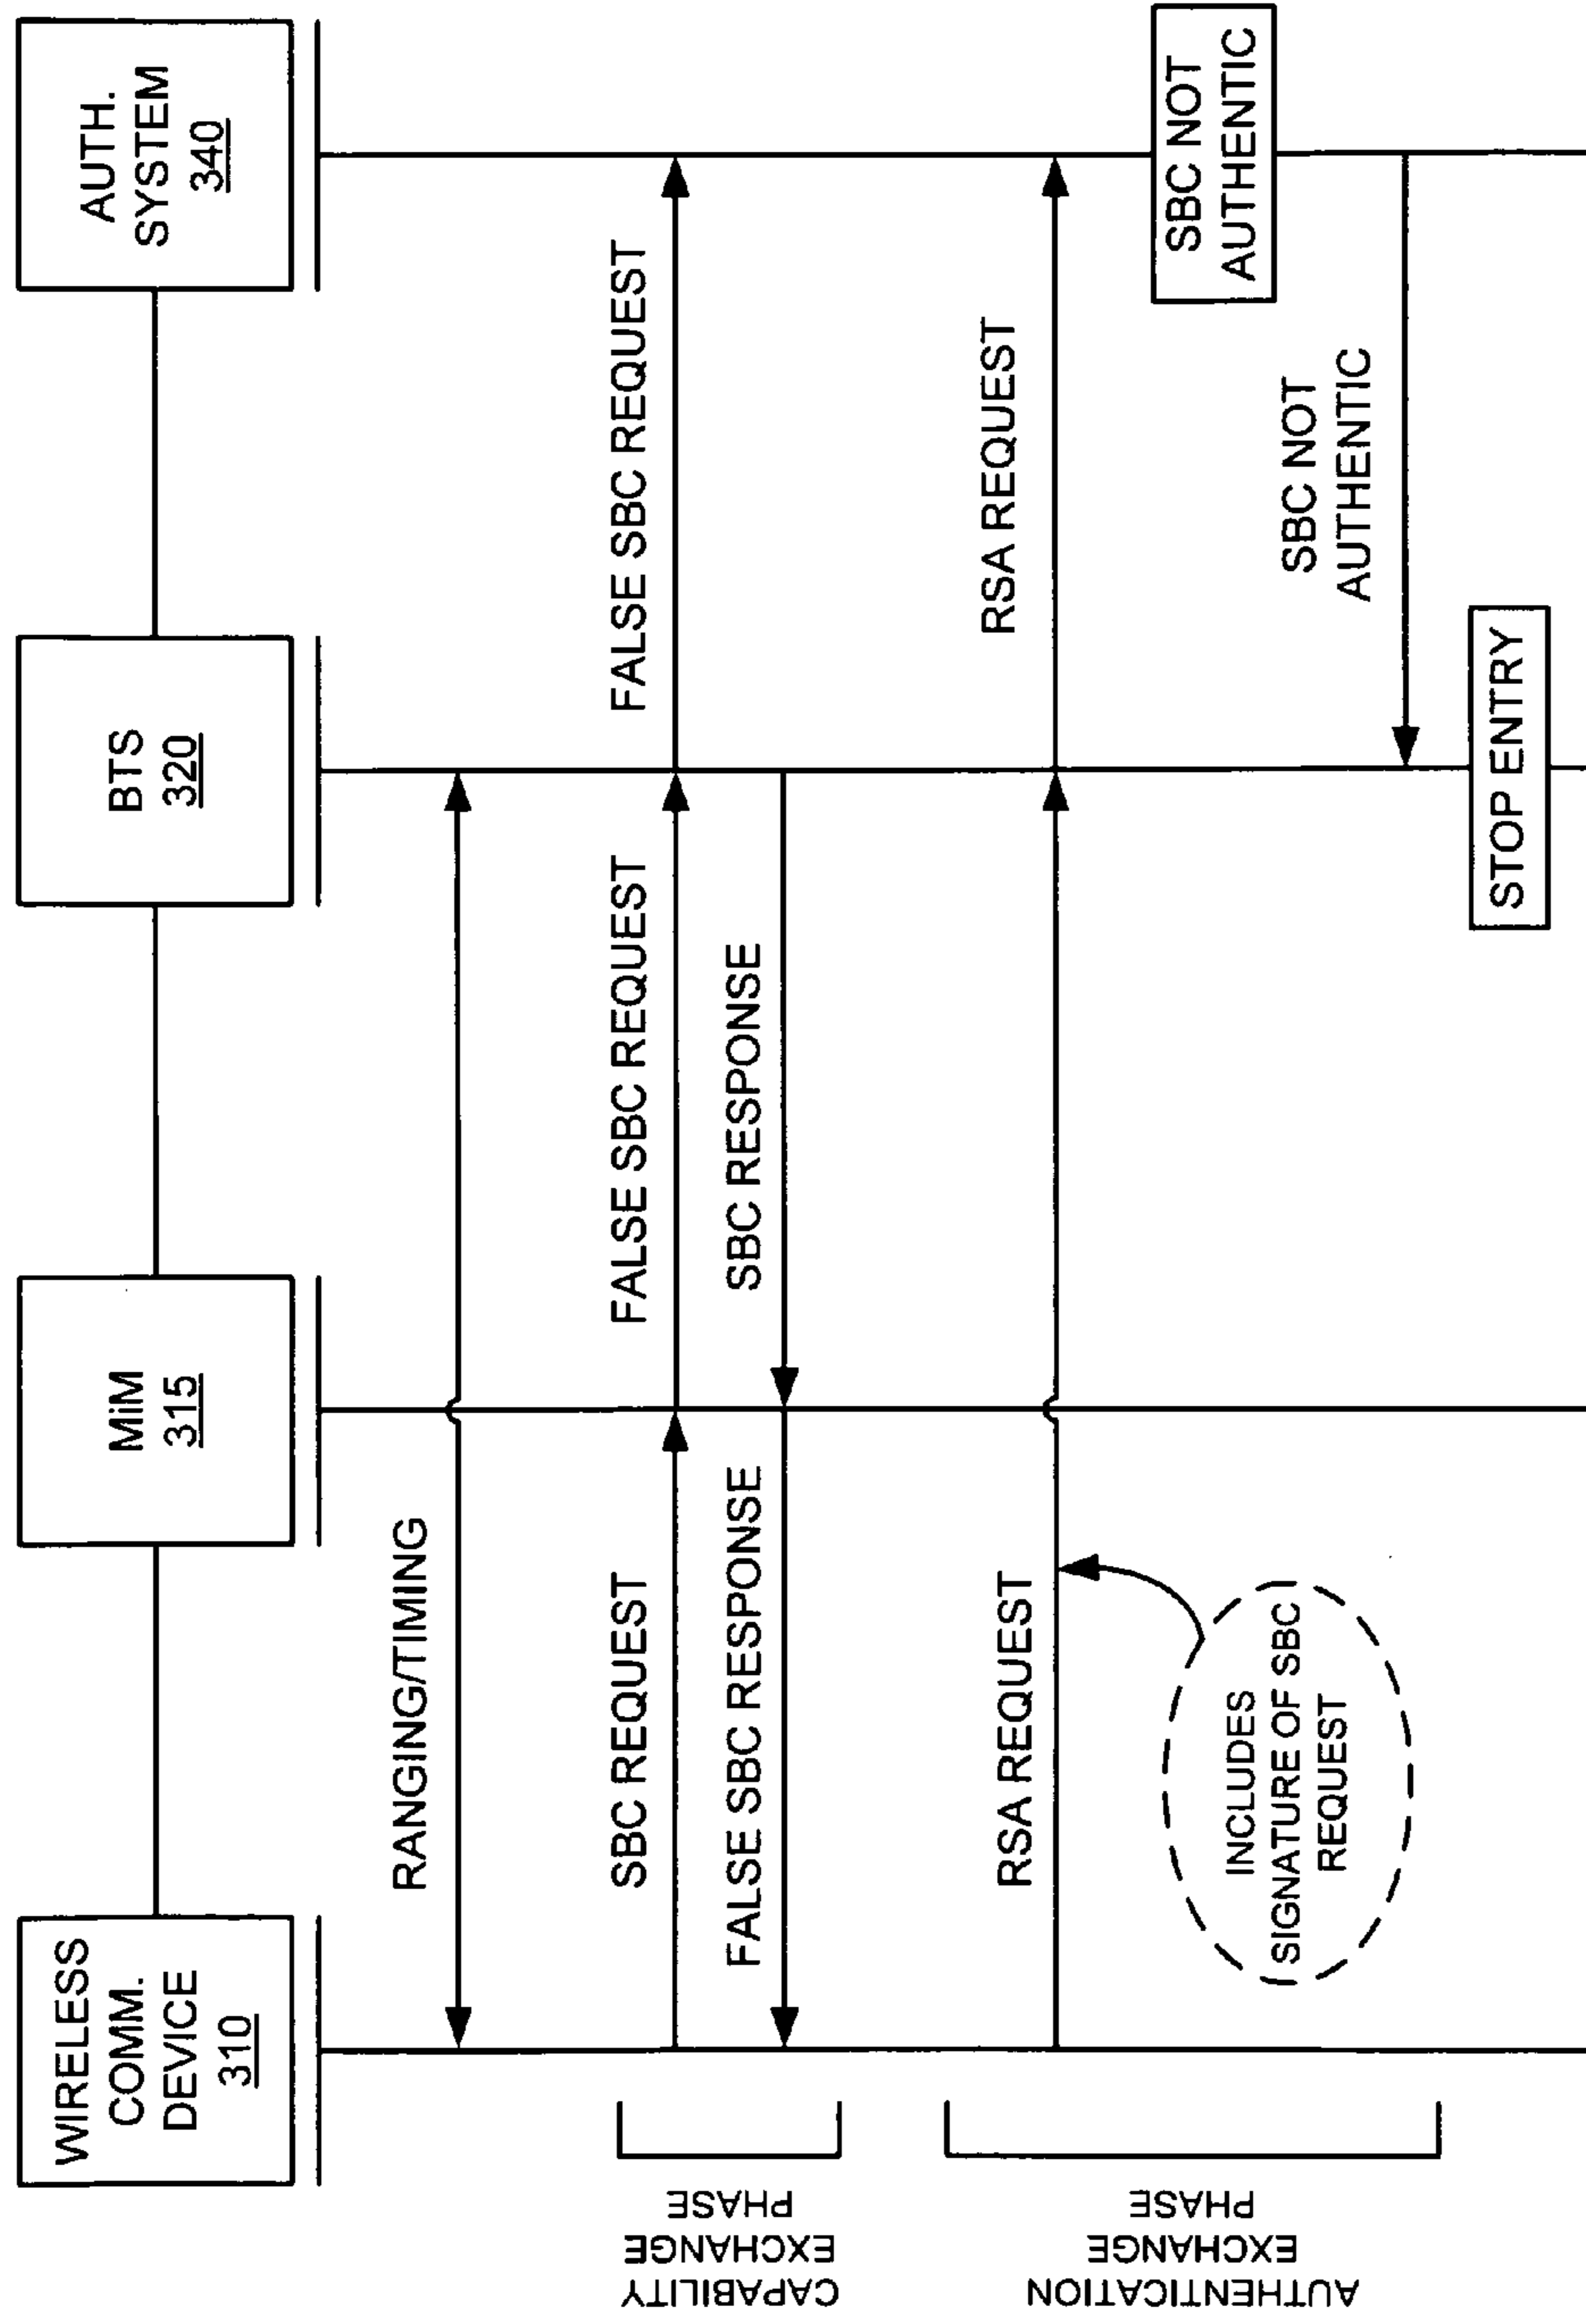 WIRELESS
COMM.
DEVICE
310
MiM
315
BTS
320
AUTH.
SYSTEM
340
RANGING/TIMING
CAPABILITY
EXCHANGE
PHASE
SBC REQUEST
FALSE SBC REQUEST
FALSE SBC REQUEST
FALSE SBC RESPONSE
SBC RESPONSE
AUTHENTICATION
EXCHANGE
PHASE
RSA REQUEST
RSA REQUEST
INCLUDES
SIGNATURE OF SBC
REQUEST
SBC NOT
AUTHENTIC
SBC NOT
AUTHENTIC
STOP ENTRY